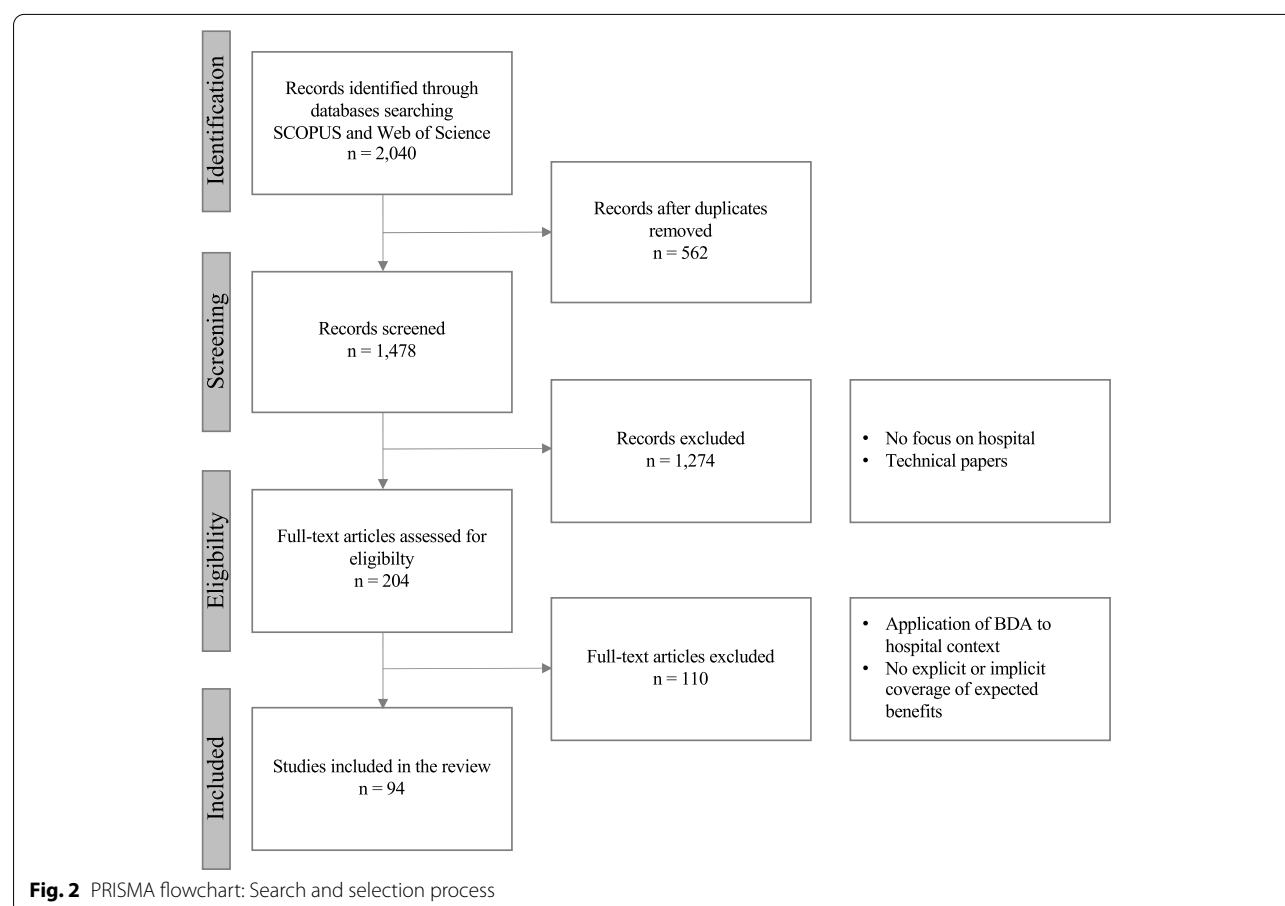 Identification
Records identified through
databases searching
SCOPUS and Web of Science
n = 2,040
Records after duplicates
removed
n = 562
Screening
Records screened
n = 1,478
Records excluded
n = 1,274
• No focus on hospital
• Technical papers
Eligibility
Full-text articles assessed for
eligibilty
n = 204
Full-text articles excluded
n = 110
• Application of BDA to
hospital context
• No explicit or implicit
coverage of expected
benefits
Included
Studies included in the review
n = 94
Fig. 2 PRISMA flowchart: Search and selection process